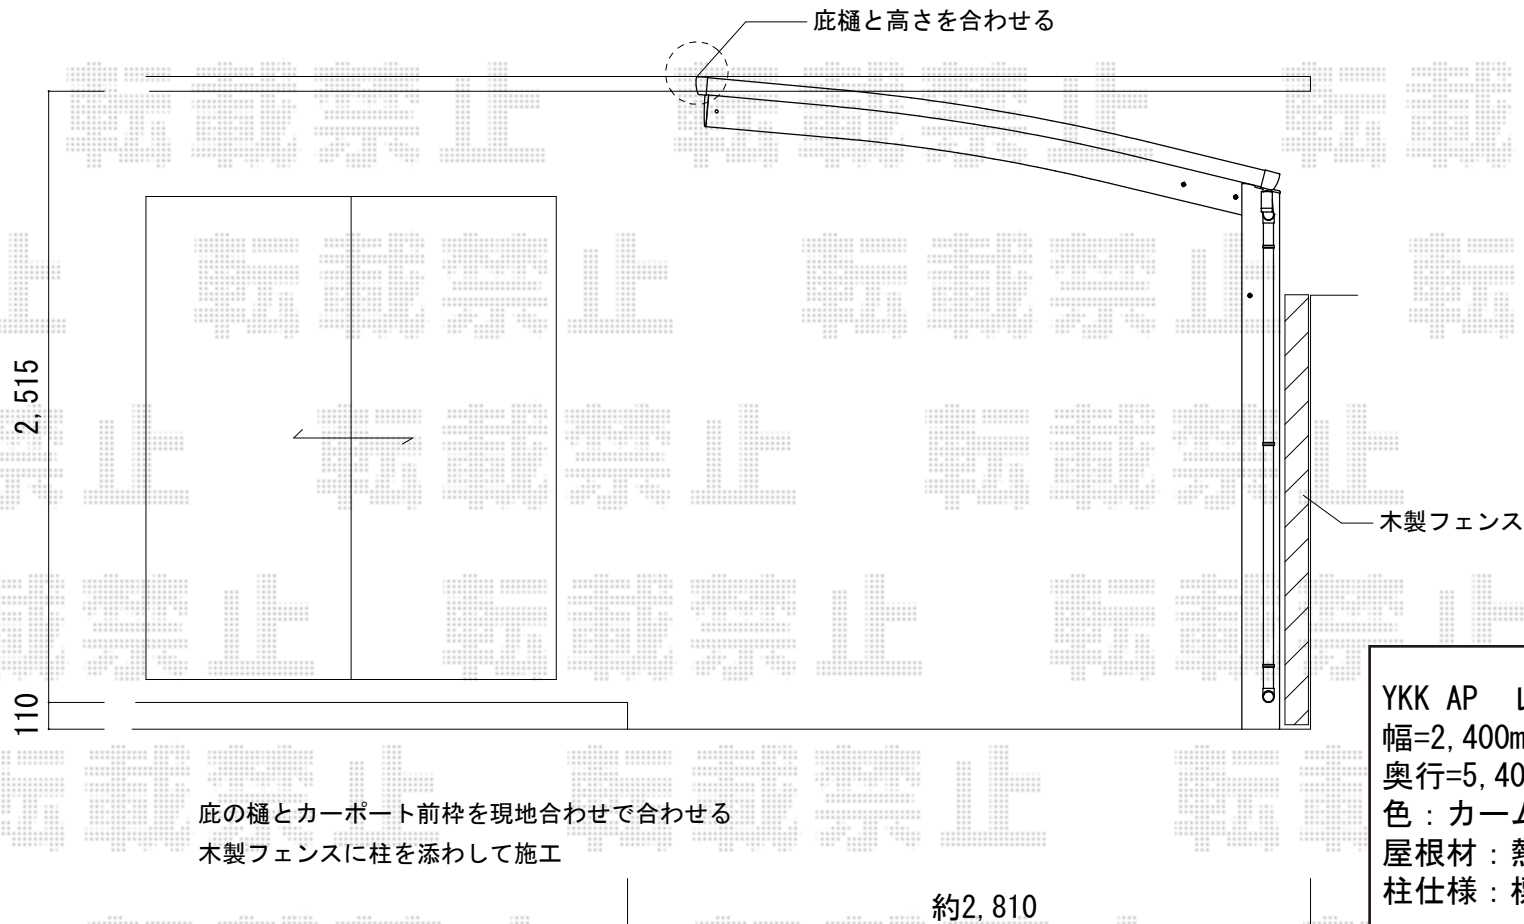 庇樋と高さを合わせる
2,515
木製フェンス
110
YKK AP
幅=2,400m
奥行=5,40
色：カーム
屋根材：熱
柱仕様：標
庇の樋とカーポート前枠を現地合わせで合わせる
木製フェンスに柱を添わして施工
約2,810
転載禁止